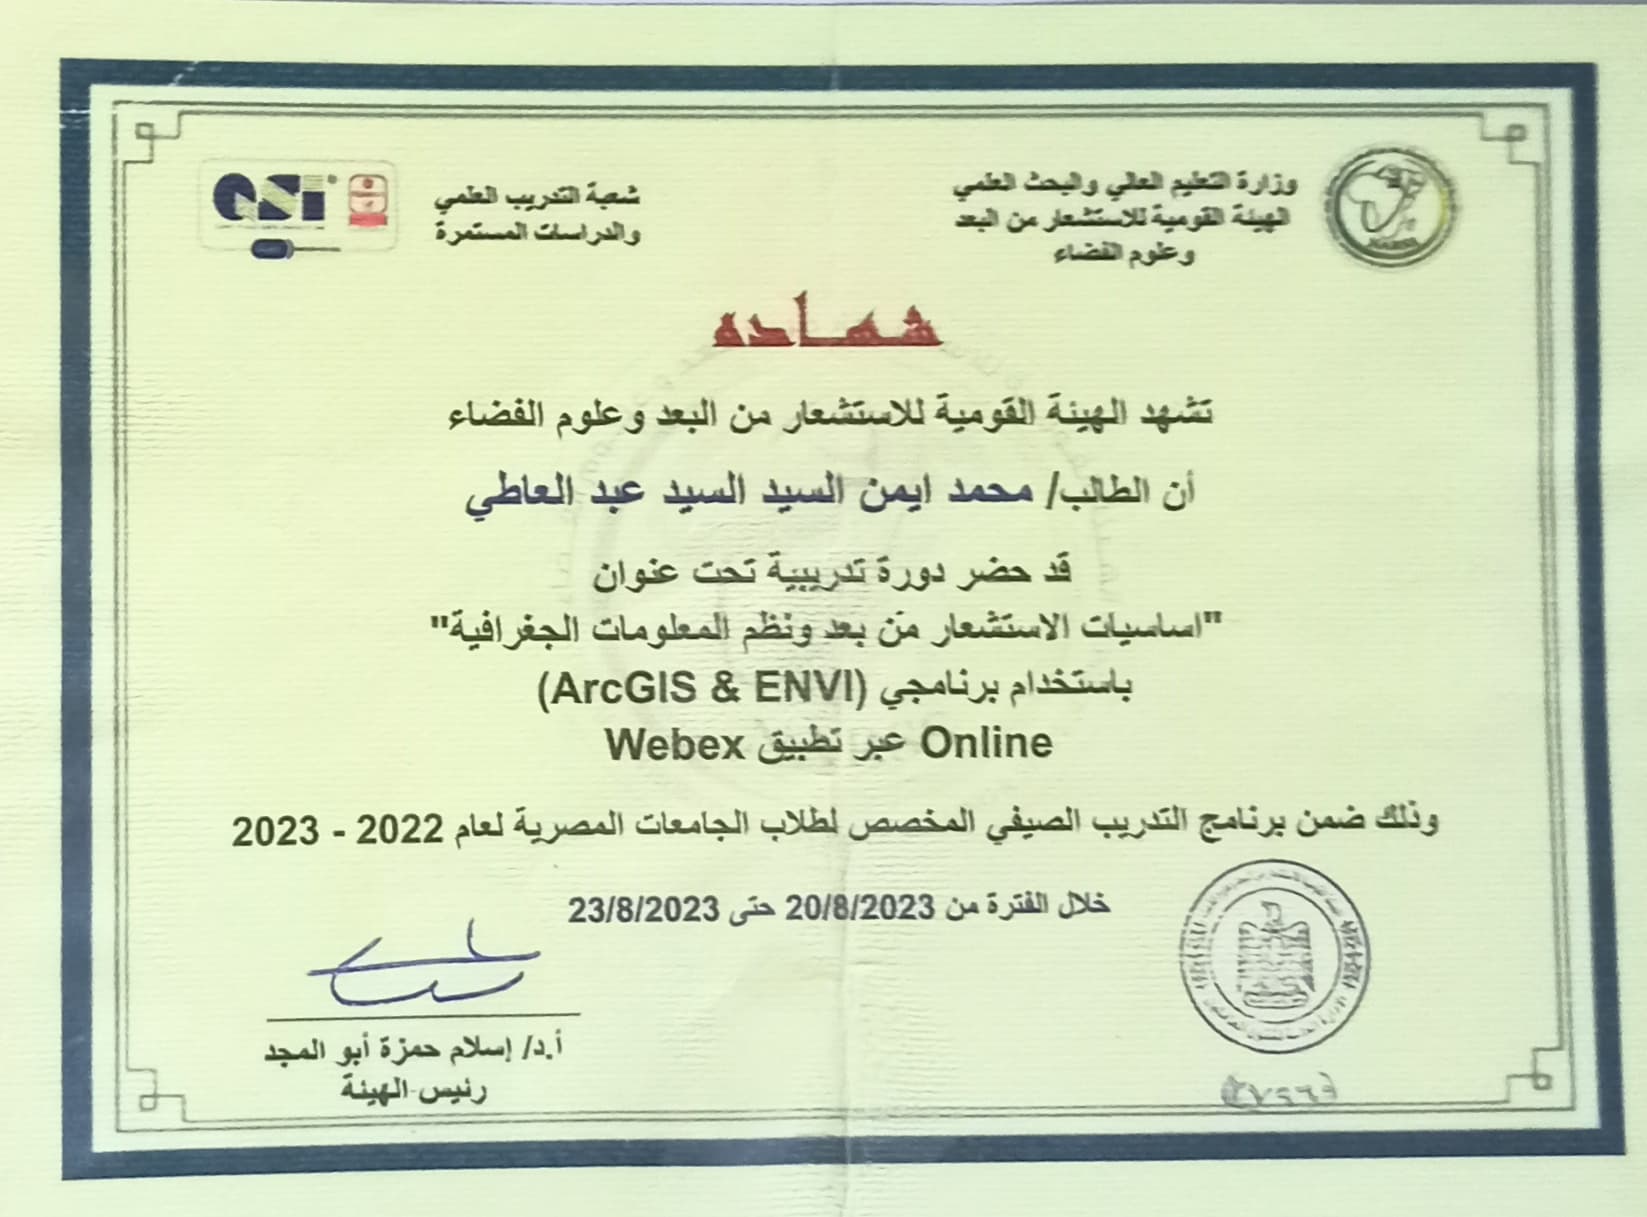 وزارة التعليم العالي والبحث العلمي
الهيئة القومية للاستشعار من البعد
وعلوم الفضاء
NARSS
شعبة التدريب العلمي
والدراسات المستمرة
QSI
شهاده
تشهد الهيئة القومية للاستشعار من البعد وعلوم الفضاء
أن الطالب/ محمد ايمن السيد السيد عبد العاطي
قد حضر دورة تدريبية تحت عنوان
"اساسيات الاستشعار من بعد ونظم المعلومات الجغرافية"
باستخدام برنامجي (ArcGIS & ENVI)
Online عبر تطبيق Webex
وذلك ضمن برنامج التدريب الصيفي المخصص لطلاب الجامعات المصرية لعام 2022 - 2023
خلال الفترة من 20/8/2023 حتى 23/8/2023
أ.د/ إسلام حمزة أبو المجد
رئيس الهيئة